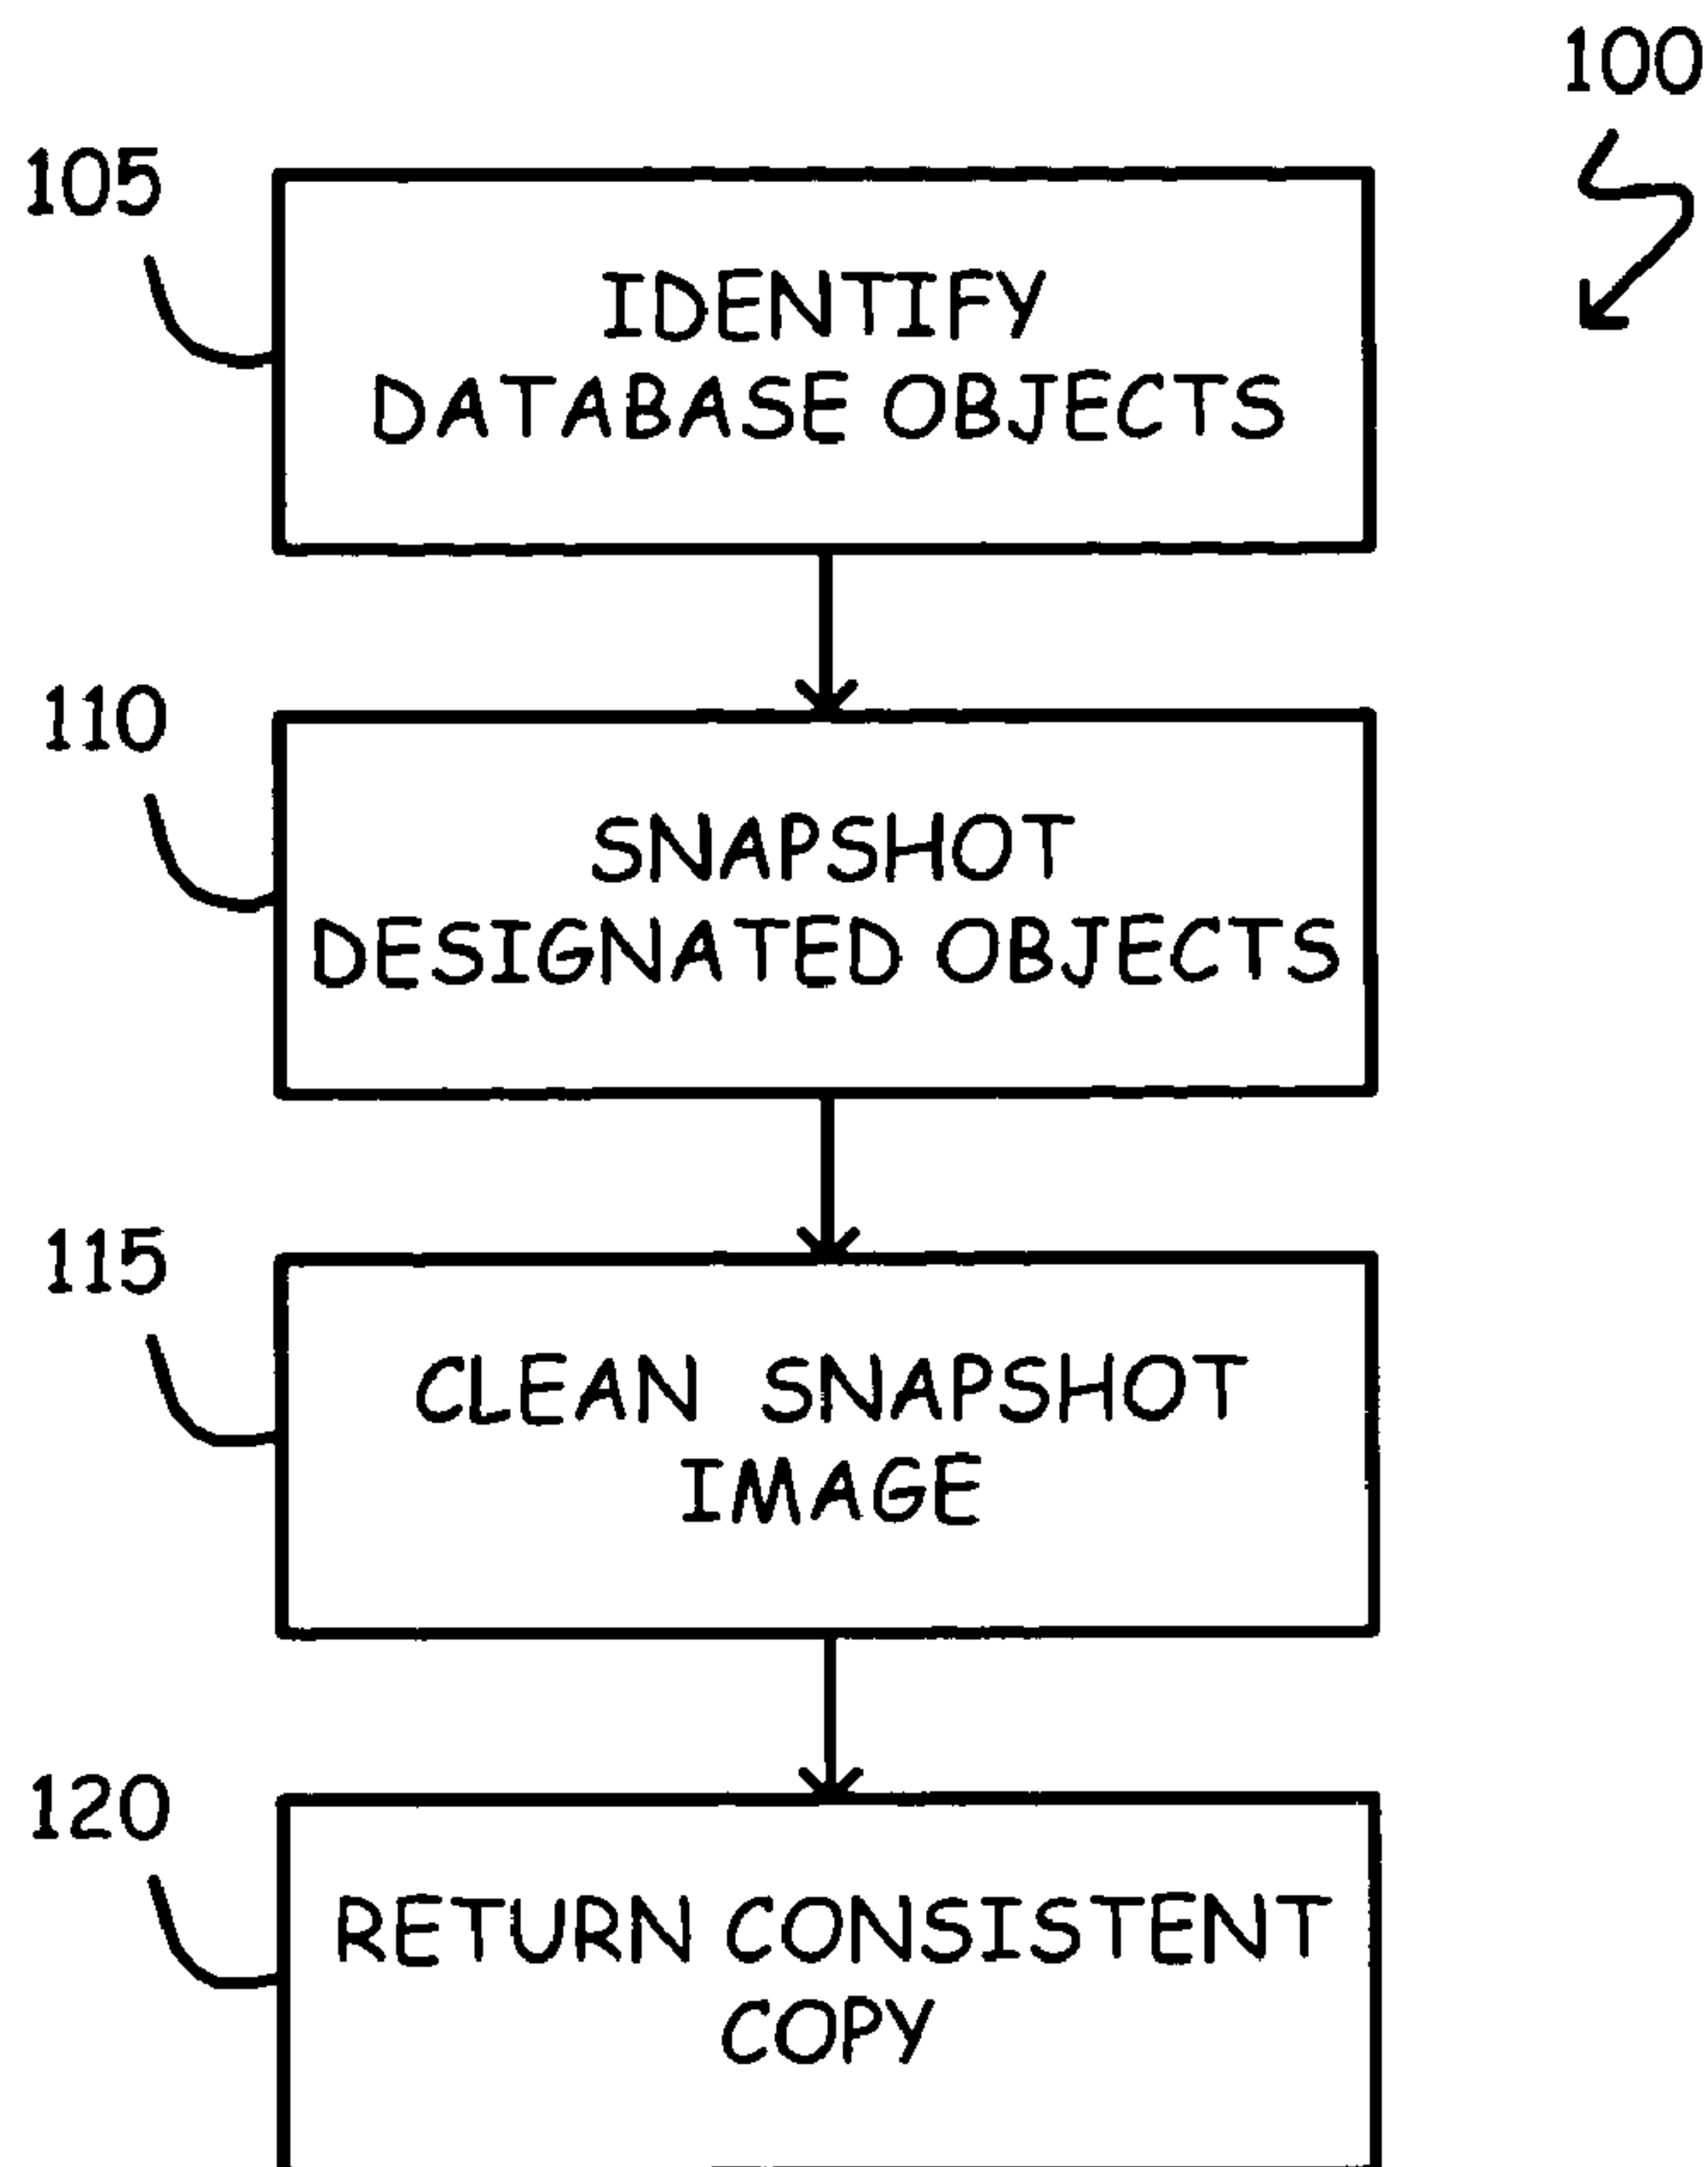 100
105
IDENTIFY
DATABASE OBJECTS
110
SNAPSHOT
DESIGNATED OBJECTS
115
CLEAN SNAPSHOT
IMAGE
120
RETURN CONSISTENT
COPY